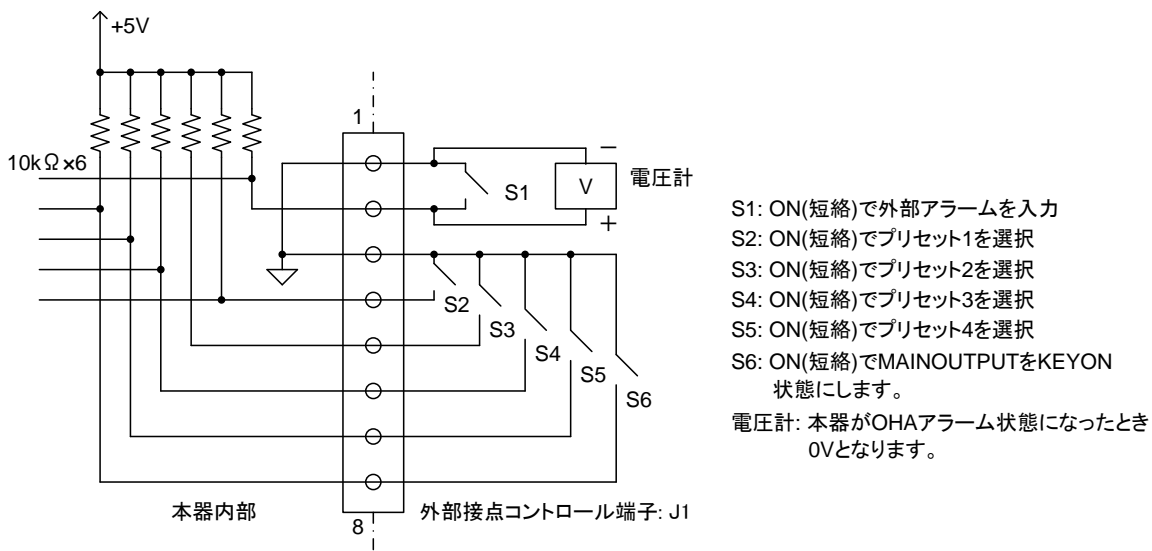 +5V
10kΩ×6
1
S1
V
−
+
電圧計
S2
S3
S4
S5
S6
本器内部
8
外部接点コントロール端子: J1
S1: ON(短絡)で外部アラームを入力
S2: ON(短絡)でプリセット1を選択
S3: ON(短絡)でプリセット2を選択
S4: ON(短絡)でプリセット3を選択
S5: ON(短絡)でプリセット4を選択
S6: ON(短絡)でMAINOUTPUTをKEYON
状態にします。
電圧計: 本器がOHAアラーム状態になったとき
0Vとなります。